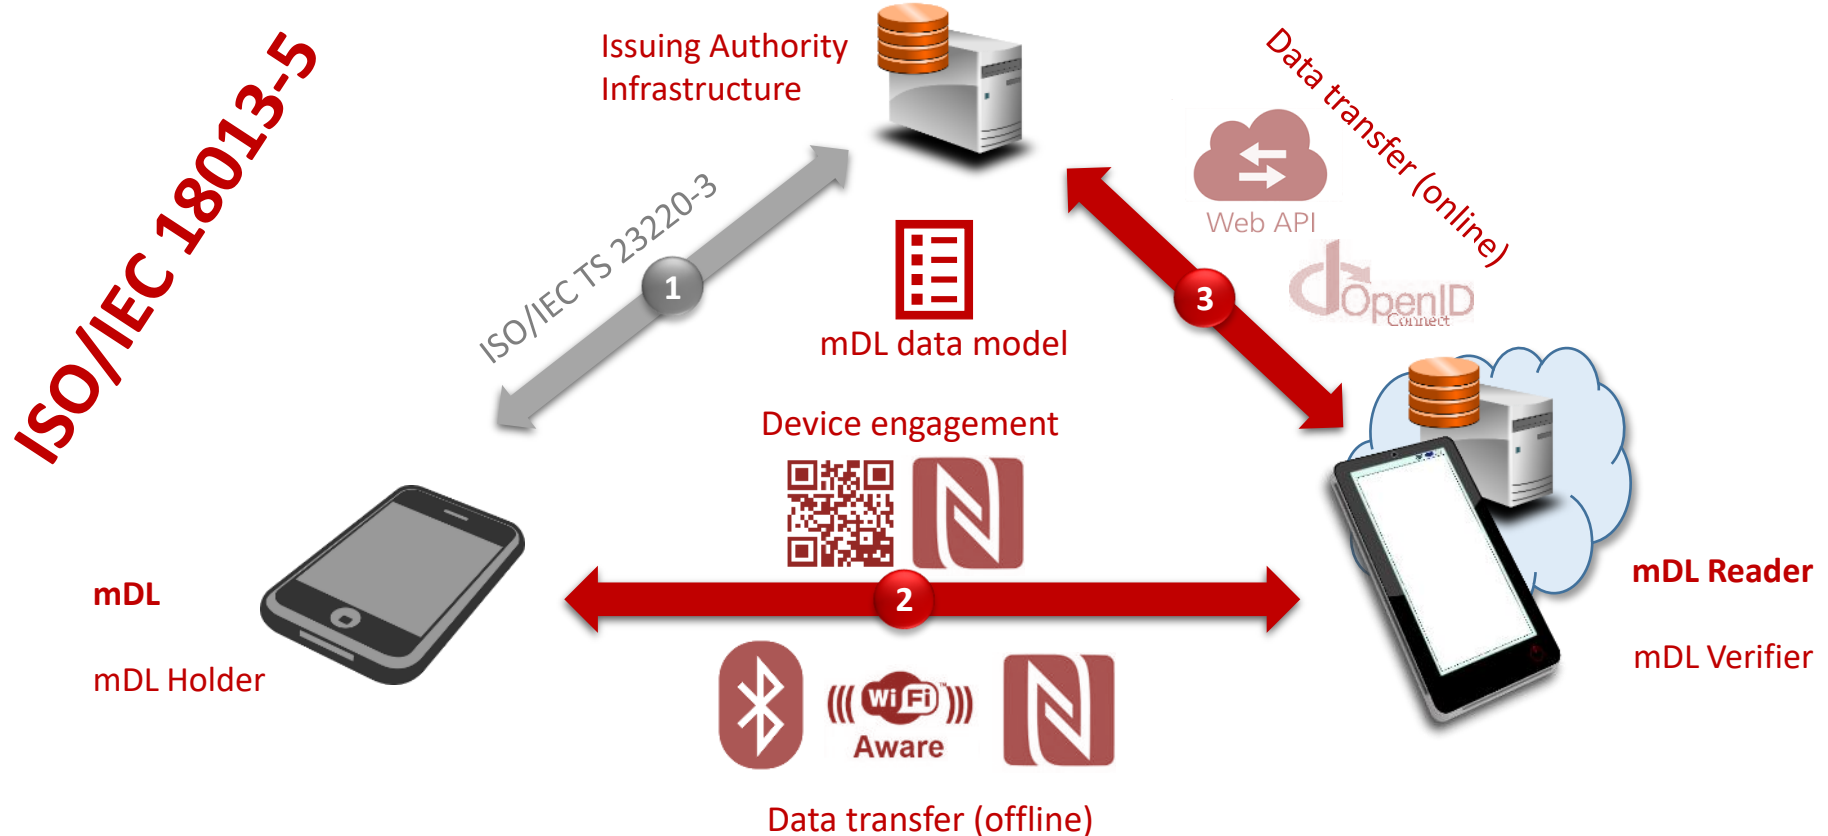 ISO/IEC 18013-5
Issuing Authority
Infrastructure
Data transfer (online)
Web API
OpenID
Connect
ISO/IEC TS 23220-3
1
3
mDL data model
Device engagement
2
mDL
mDL Holder
mDL Reader
mDL Verifier
Wi Fi ™
Aware
Data transfer (offline)